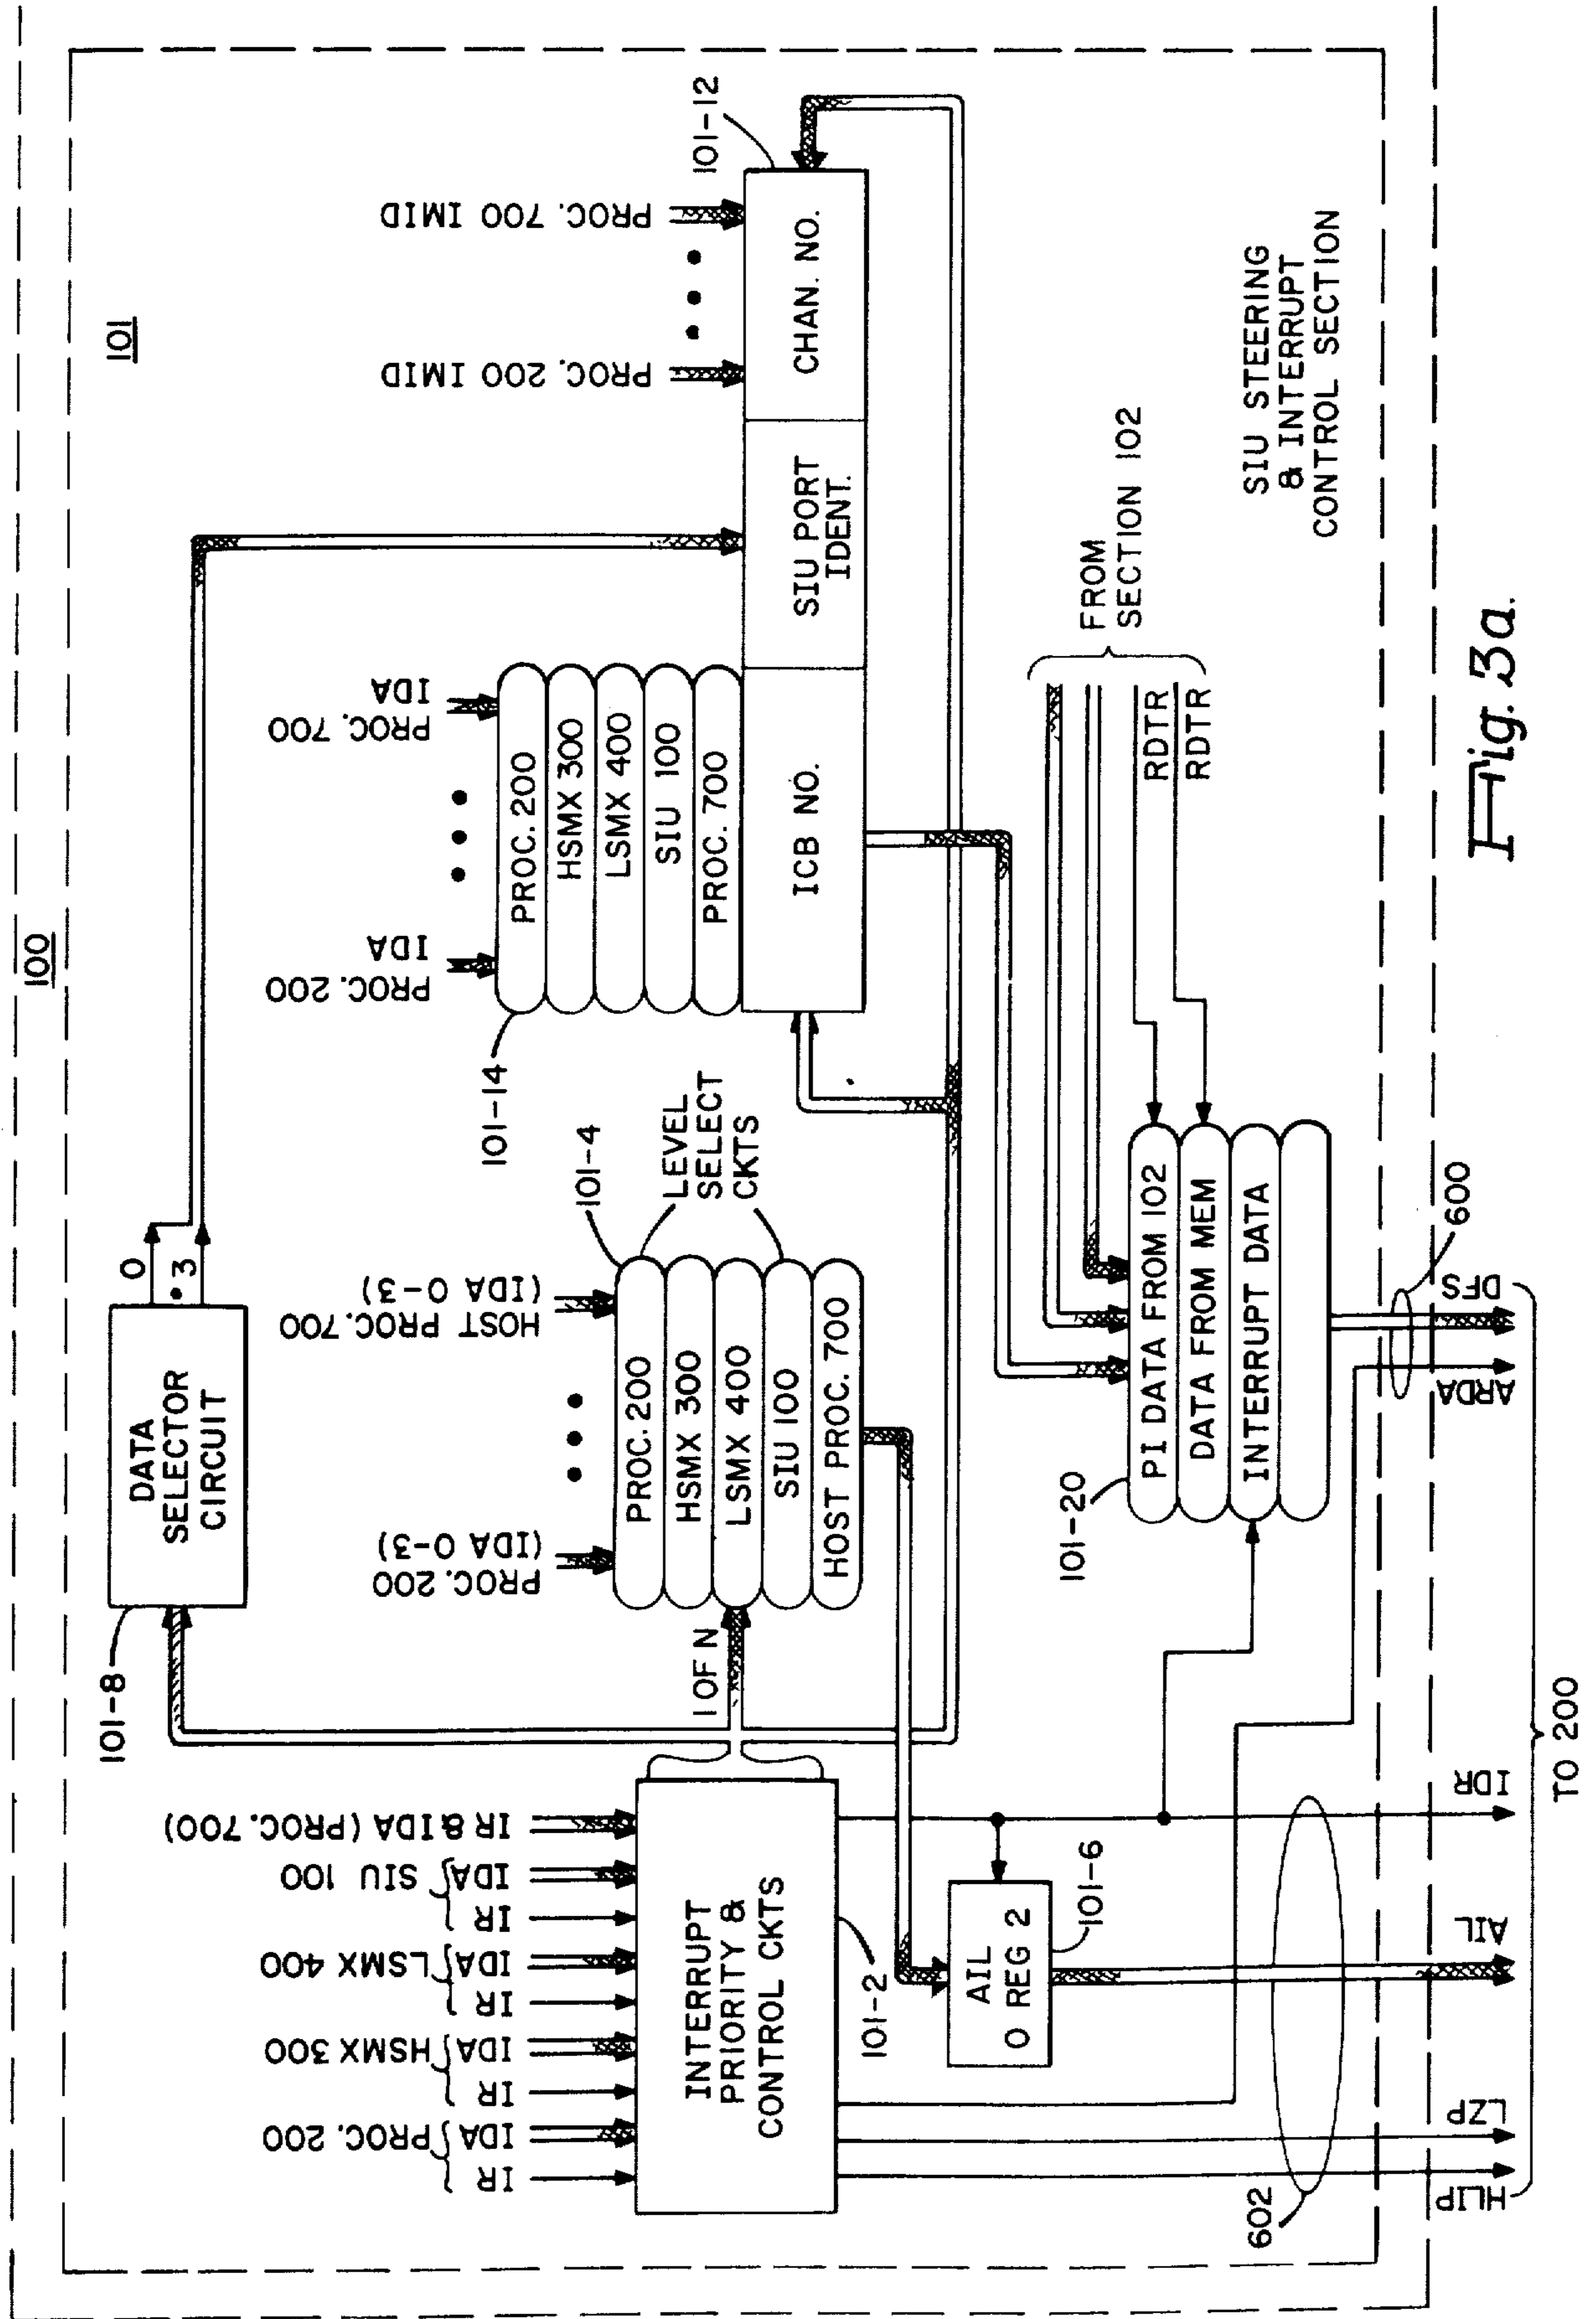 100
101
DATA
SELECTOR
CIRCUIT
101-8
0
3
PROC. 700 IMID
PROC. 200 IMID
101-12
CHAN. NO.
SIU PORT
IDENT.
ICB NO.
PROC. 700
IDA
PROC. 200
IDA
101-14
PROC. 200
HSMX 300
LSMX 400
SIU 100
PROC. 700
HOST PROC. 700
(IDA 0-3)
PROC. 200
(IDA 0-3)
101-4
LEVEL
SELECT
CKTS
PROC. 200
HSMX 300
LSMX 400
SIU 100
HOST PROC. 700
1 OF N
IR & IDA (PROC. 700)
IDA
IR
SIU 100
IDA
IR
LSMX 400
IDA
IR
HSMX 300
IDA
IR
PROC. 200
INTERRUPT
PRIORITY &
CONTROL CKTS
101-2
AIL
0 REG 2
101-6
FROM
SECTION 102
RDTR
RDTR
101-20
PI DATA FROM 102
DATA FROM MEM
INTERRUPT DATA
SIU STEERING
& INTERRUPT
CONTROL SECTION
600
602
DFS
ARDA
IDR
AIL
LZP
HLIP
TO 200
Fig. 3a.